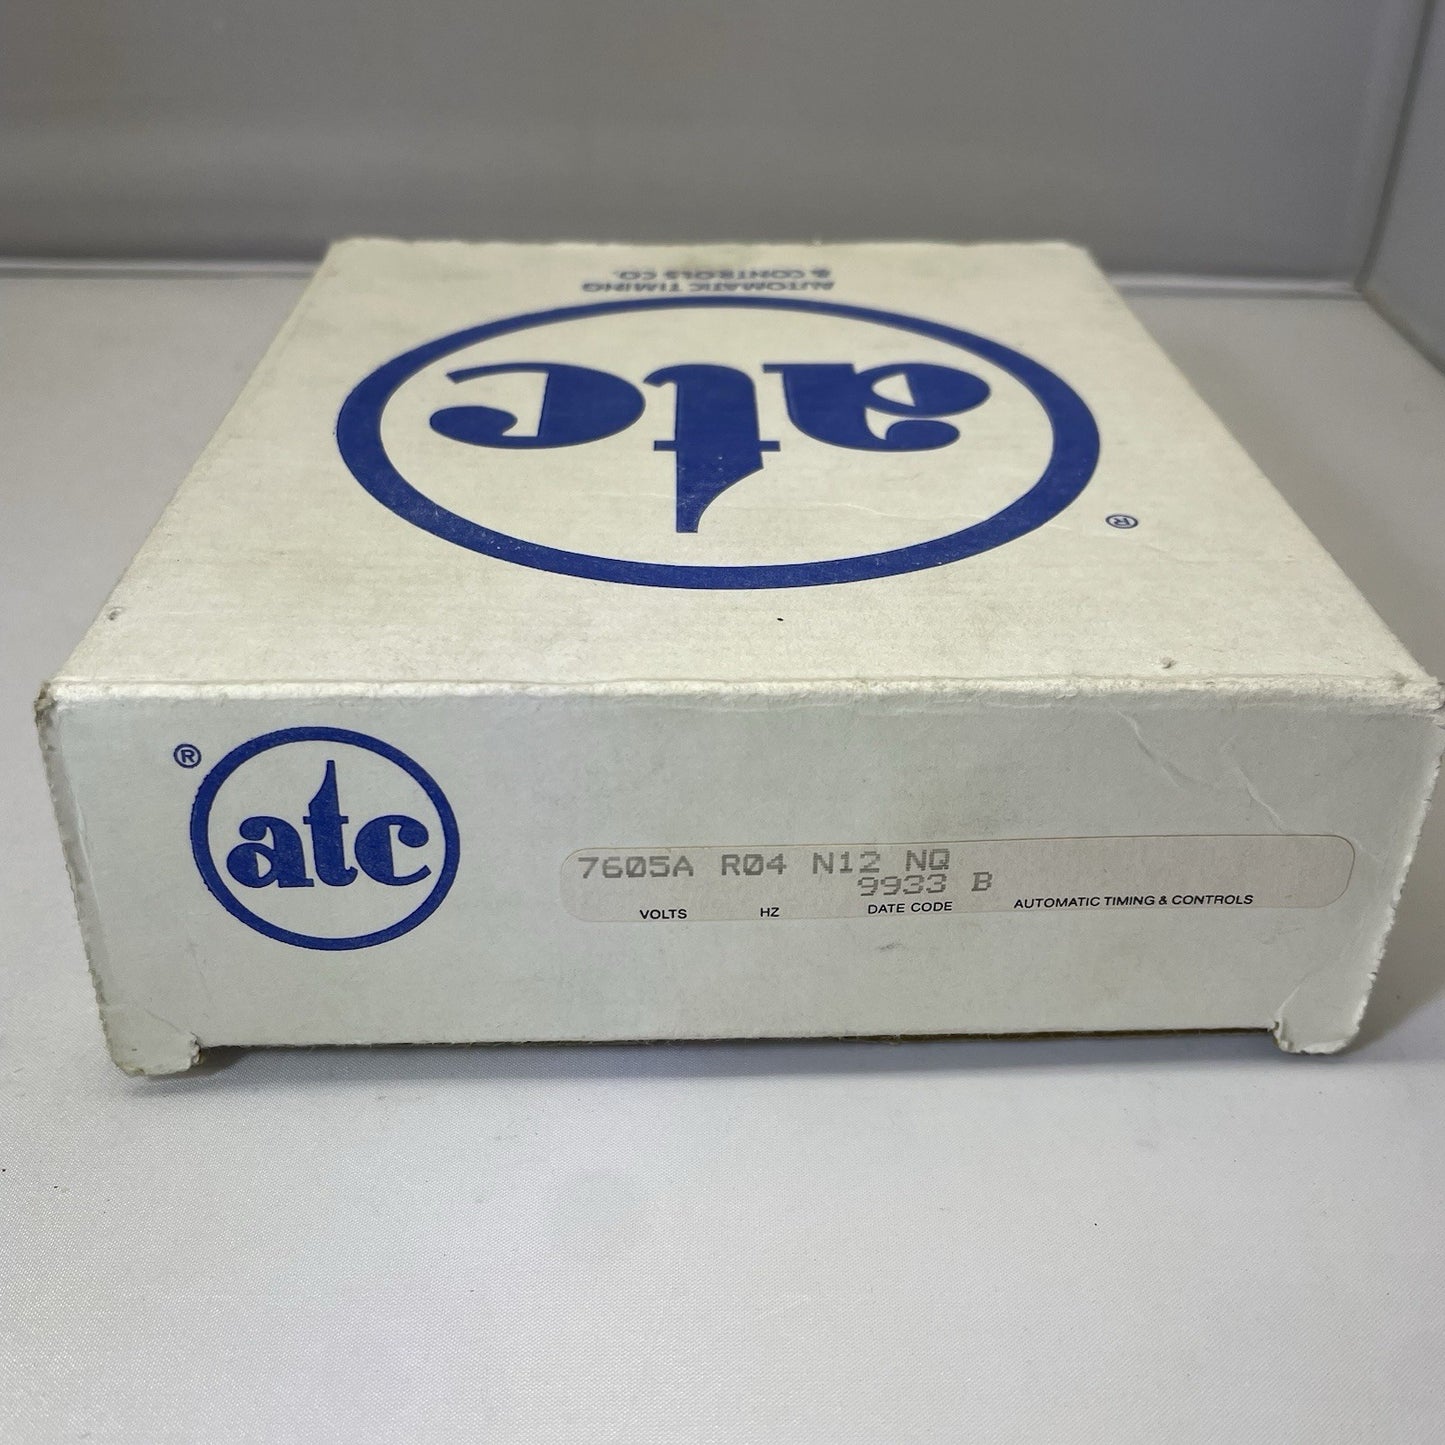 AUTOMATIC TIMING
& CONTROLS CO.
atc
®
®
atc
7605A R04 N12 NQ
9933 B
VOLTS HZ DATE CODE AUTOMATIC TIMING & CONTROLS